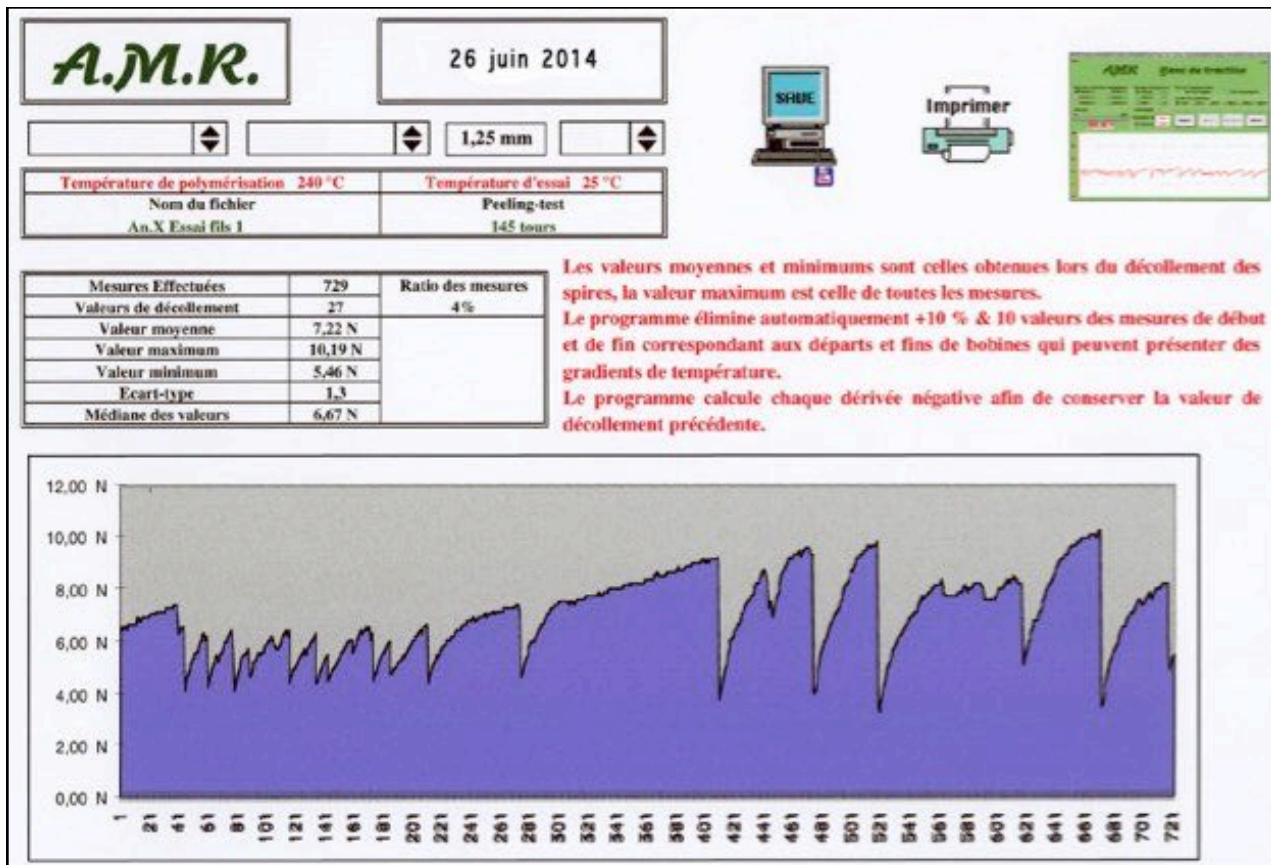 A.M.R.
26 juin 2014
SAVE
Imprimer
1,25 mm
Température de polymérisation 240 °C
Température d'essai 25 °C
Nom du fichier
Peeling-test
An.X Essai fils 1
145 tours
Mesures Effectuées 729 Ratio des mesures
Valeurs de décollement 27 4%
Valeur moyenne 7,22 N
Valeur maximum 10,19 N
Valeur minimum 5,46 N
Ecart-type 1,3
Médiane des valeurs 6,67 N
Les valeurs moyennes et minimums sont celles obtenues lors du décollement des
spires, la valeur maximum est celle de toutes les mesures.
Le programme élimine automatiquement +10 % & 10 valeurs des mesures de début
et de fin correspondant aux départs et fins de bobines qui peuvent présenter des
gradients de température.
Le programme calcule chaque dérivée négative afin de conserver la valeur de
décollement précédente.
12,00 N
10,00 N
8,00 N
6,00 N
4,00 N
2,00 N
0,00 N
1 21 41 61 81 101 121 141 161 181 201 221 241 261 281 301 321 341 361 381 401 421 441 461 481 501 521 541 561 581 601 621 641 661 681 701 721